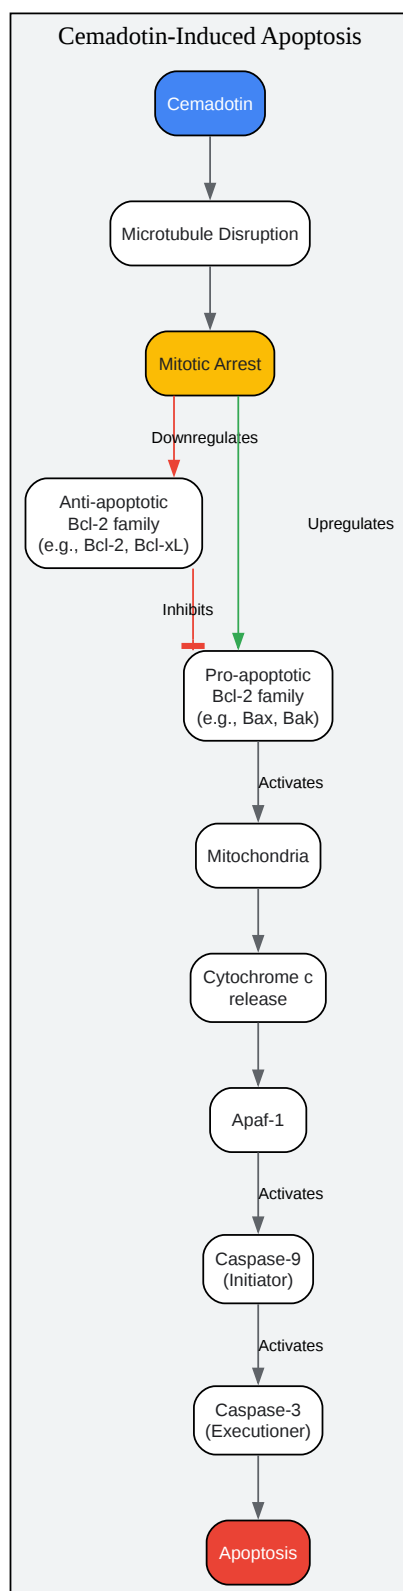 Cemadotin-Induced Apoptosis
Cemadotin
Microtubule Disruption
Mitotic Arrest
Downregulates
Anti-apoptotic
Bcl-2 family
(e.g., Bcl-2, Bcl-xL)
Upregulates
Inhibits
Pro-apoptotic
Bcl-2 family
(e.g., Bax, Bak)
Activates
Mitochondria
Cytochrome c
release
Apaf-1
Activates
Caspase-9
(Initiator)
Activates
Caspase-3
(Executioner)
Apoptosis